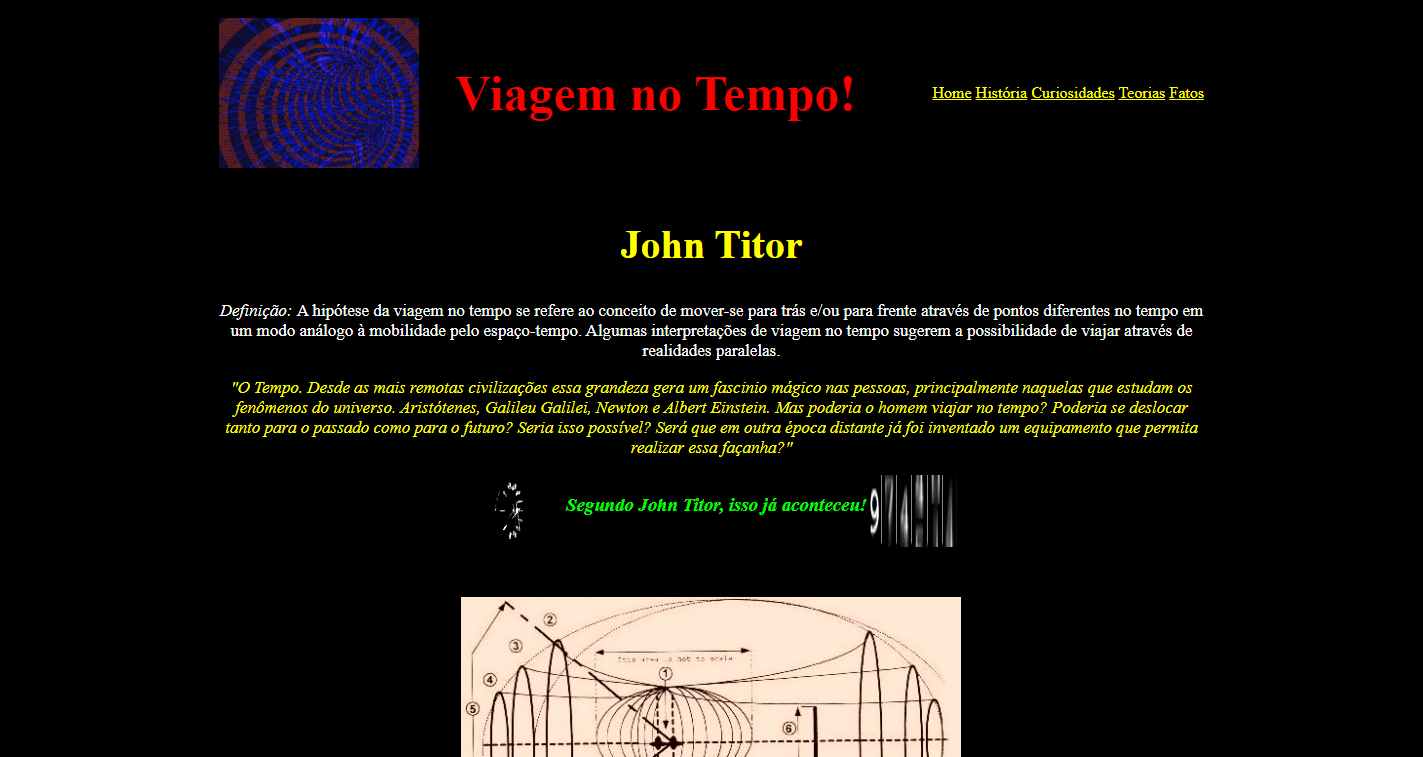 Viagem no Tempo!
Home História Curiosidades Teorias Fatos
John Titor
Definição: A hipótese da viagem no tempo se refere ao conceito de mover-se para trás e/ou para frente através de pontos diferentes no tempo em
um modo análogo à mobilidade pelo espaço-tempo. Algumas interpretações de viagem no tempo sugerem a possibilidade de viajar através de
realidades paralelas.
"O Tempo. Desde as mais remotas civilizações essa grandeza gera um fascinio mágico nas pessoas, principalmente naquelas que estudam os
fenômenos do universo. Aristótenes, Galileu Galilei, Newton e Albert Einstein. Mas poderia o homem viajar no tempo? Poderia se deslocar
tanto para o passado como para o futuro? Seria isso possível? Será que em outra época distante já foi inventado um equipamento que permita
realizar essa façanha?"
Segundo John Titor, isso já aconteceu!
9 7 4
2
3
This area is not to scale
1
4
5
6